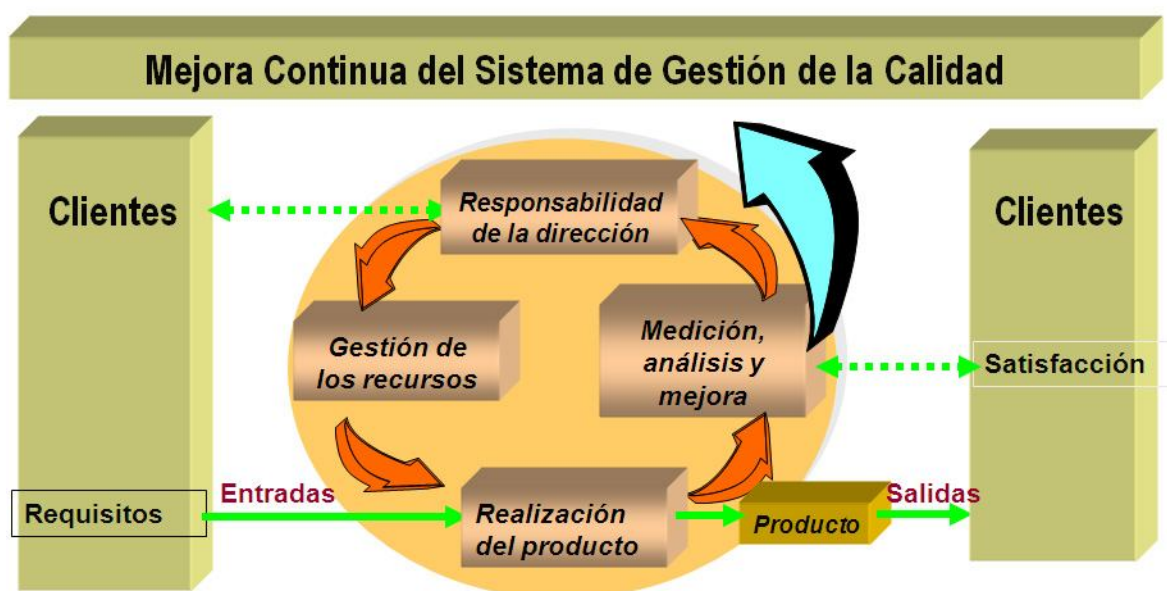 Mejora Continua del Sistema de Gestión de la Calidad
Clientes
Responsabilidad
de la dirección
Clientes
Gestión de
los recursos
Medición,
análisis y
mejora
Satisfacción
Requisitos
Entradas
Realización
del producto
Producto
Salidas